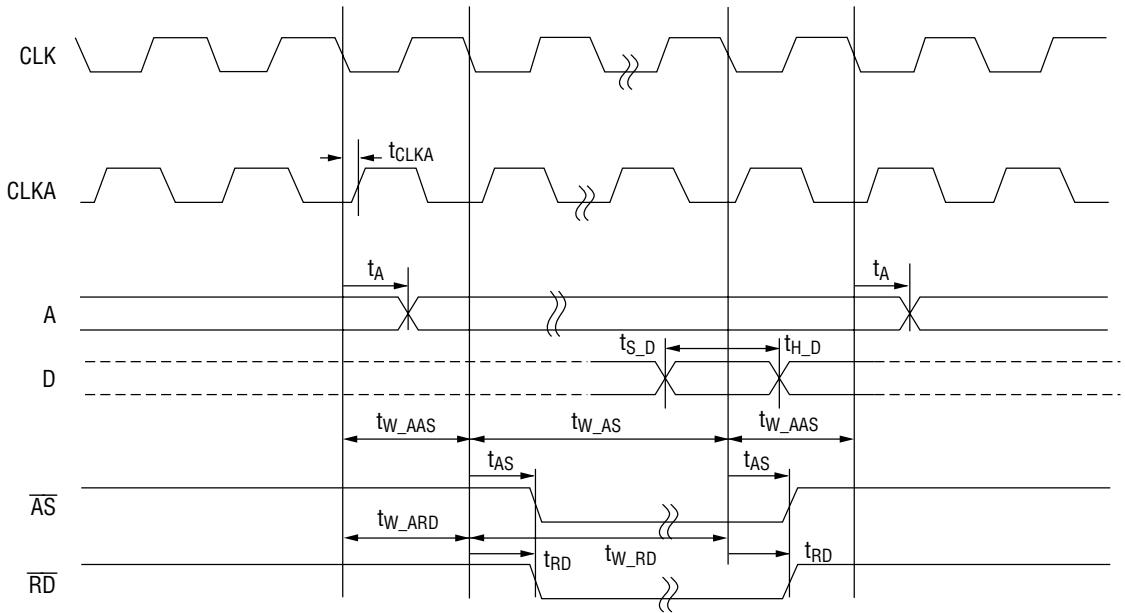 CLK
tCLKA
CLKA
tA tA
A
tS_D tH_D
D
tW_AAS tW_AS tW_AAS
tAS tAS
AS
tW_ARD
tRD tW_RD tRD
RD